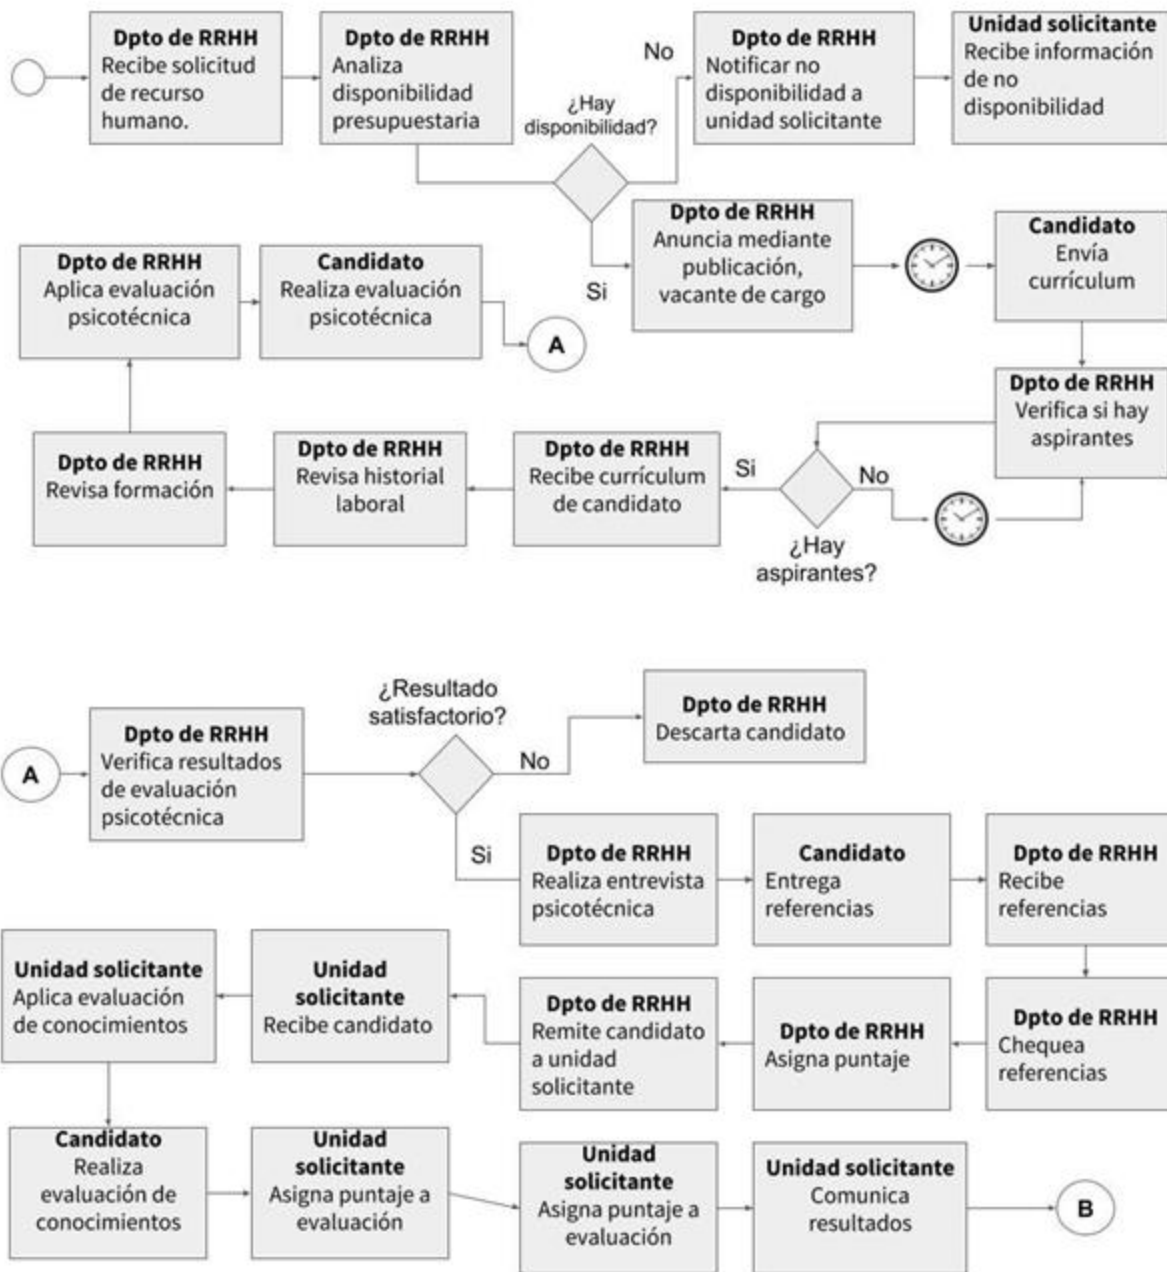 Dpto de RRHH
Recibe solicitud
de recurso
humano.
Dpto de RRHH
Analiza
disponibilidad
presupuestaria
¿Hay
disponibilidad?
No
Dpto de RRHH
Notificar no
disponibilidad a
unidad solicitante
Unidad solicitante
Recibe información
de no
disponibilidad
Si
Dpto de RRHH
Anuncia mediante
publicación,
vacante de cargo
Candidato
Envía
currículum
Dpto de RRHH
Verifica si hay
aspirantes
¿Hay
aspirantes?
No
Si
Dpto de RRHH
Recibe currículum
de candidato
Dpto de RRHH
Revisa historial
laboral
Dpto de RRHH
Revisa formación
Dpto de RRHH
Aplica evaluación
psicotécnica
Candidato
Realiza evaluación
psicotécnica
A
A
Dpto de RRHH
Verifica resultados
de evaluación
psicotécnica
¿Resultado
satisfactorio?
No
Dpto de RRHH
Descarta candidato
Si
Dpto de RRHH
Realiza entrevista
psicotécnica
Candidato
Entrega
referencias
Dpto de RRHH
Recibe
referencias
Dpto de RRHH
Chequea
referencias
Dpto de RRHH
Asigna puntaje
Dpto de RRHH
Remite candidato
a unidad
solicitante
Unidad
solicitante
Recibe candidato
Unidad solicitante
Aplica evaluación
de conocimientos
Candidato
Realiza
evaluación de
conocimientos
Unidad
solicitante
Asigna puntaje a
evaluación
Unidad
solicitante
Asigna puntaje a
evaluación
Unidad solicitante
Comunica
resultados
B